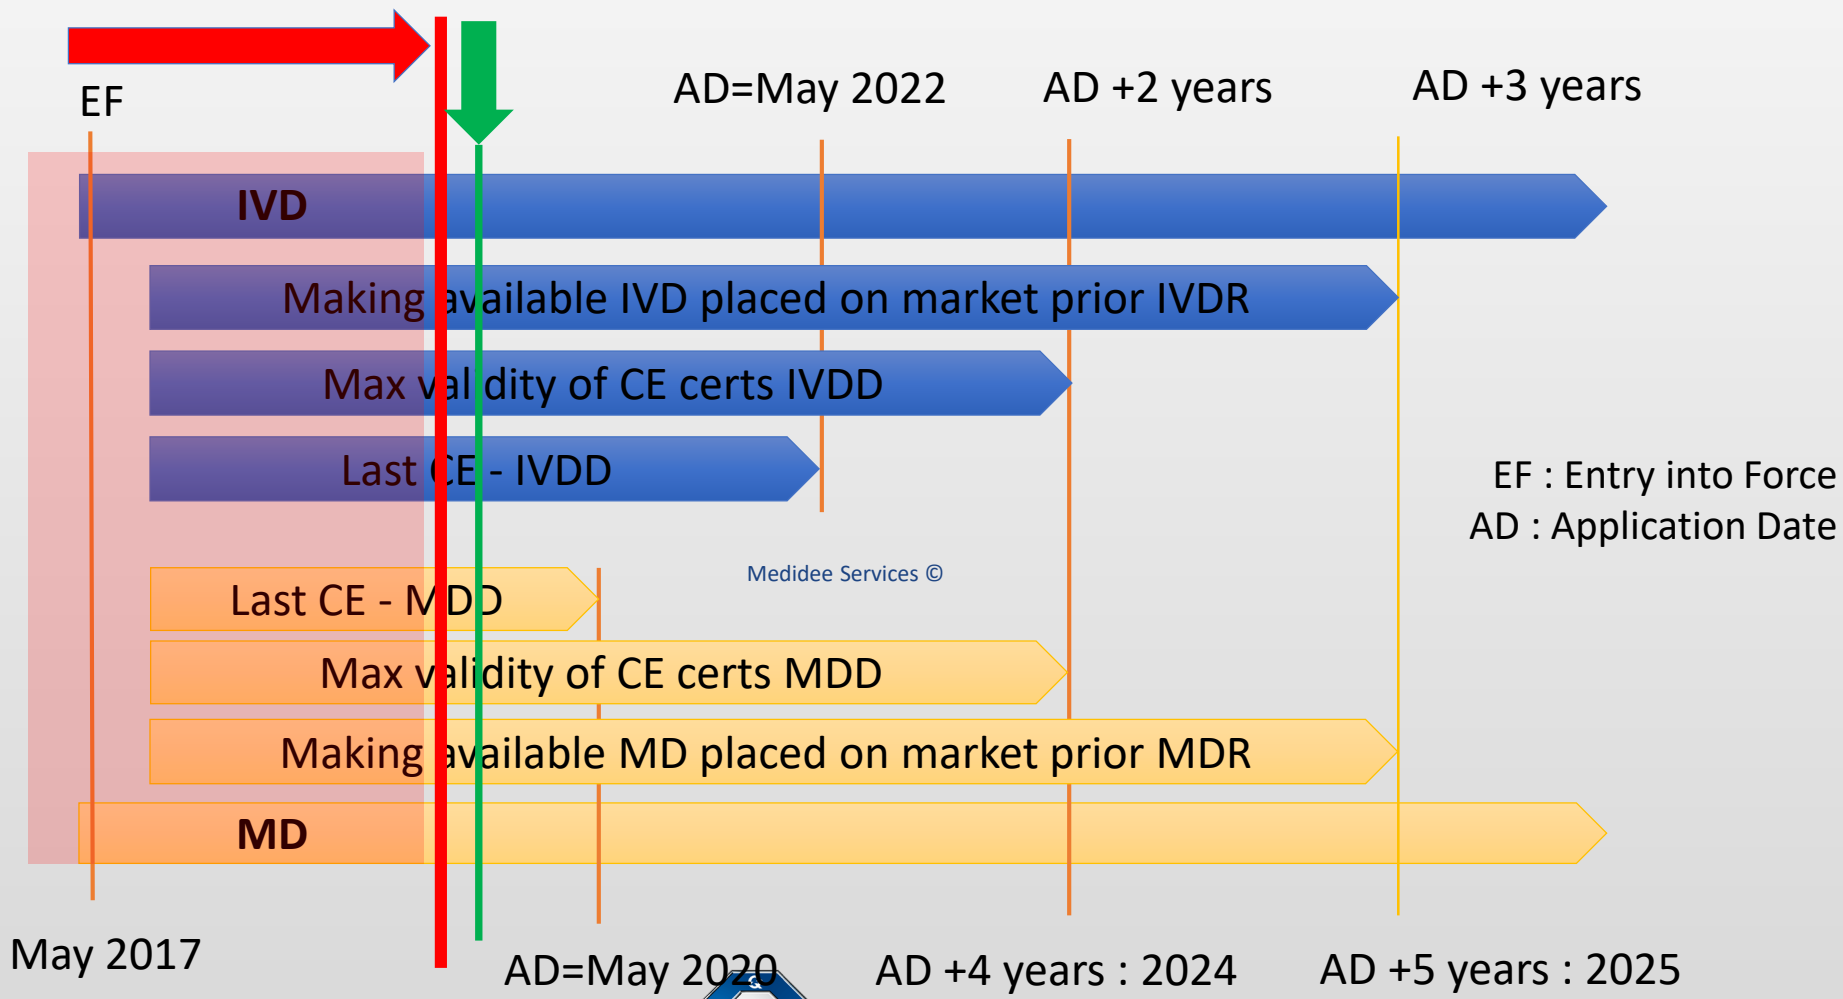 EF
AD=May 2022
AD +2 years
AD +3 years
IVD
Making available IVD placed on market prior IVDR
Max validity of CE certs IVDD
Last CE - IVDD
EF : Entry into Force
AD : Application Date
Medidee Services ©
Last CE - MDD
Max validity of CE certs MDD
Making available MD placed on market prior MDR
MD
May 2017
AD=May 2020
AD +4 years : 2024
AD +5 years : 2025
Q